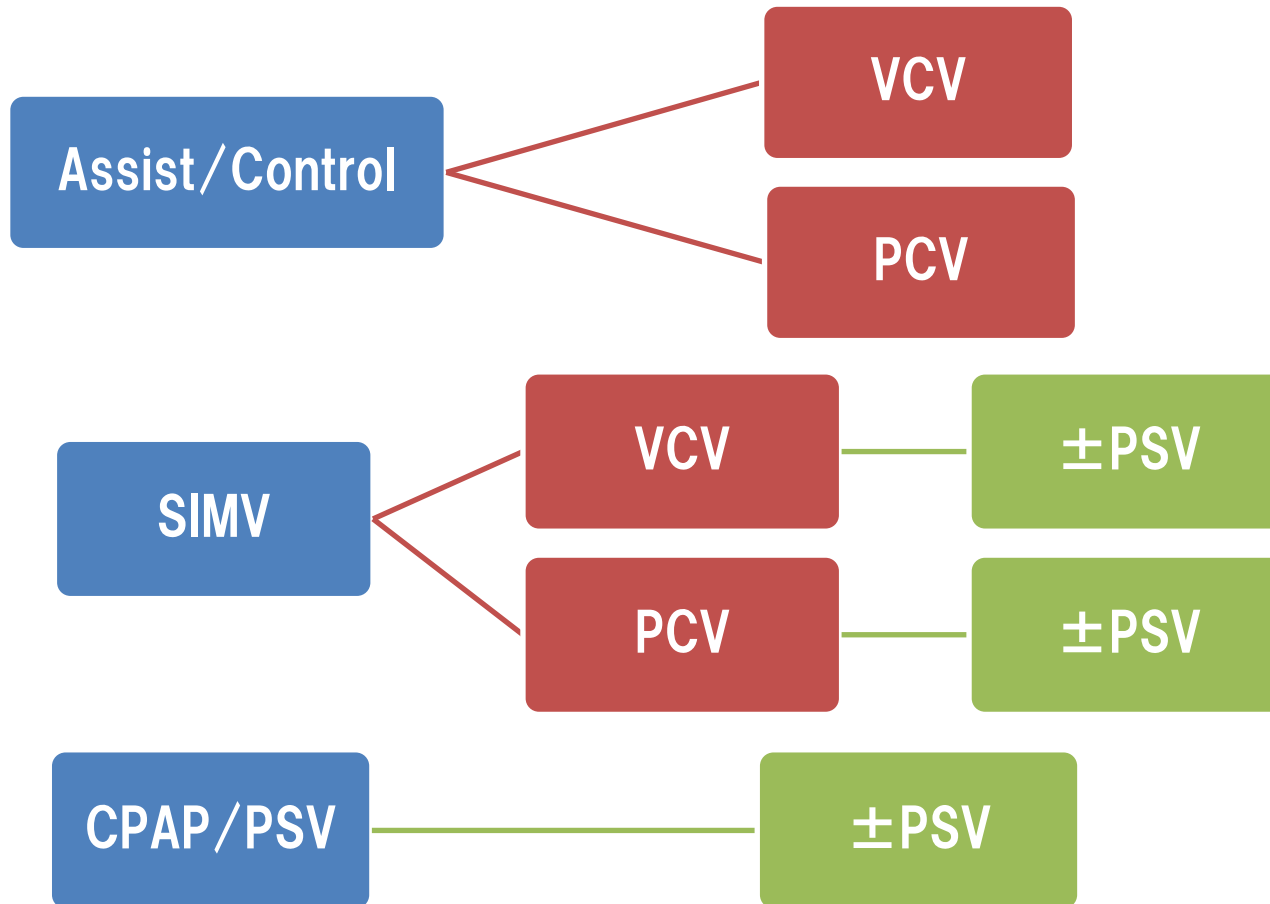 Assist/Control
VCV
PCV
SIMV
VCV
±PSV
PCV
±PSV
CPAP/PSV
±PSV